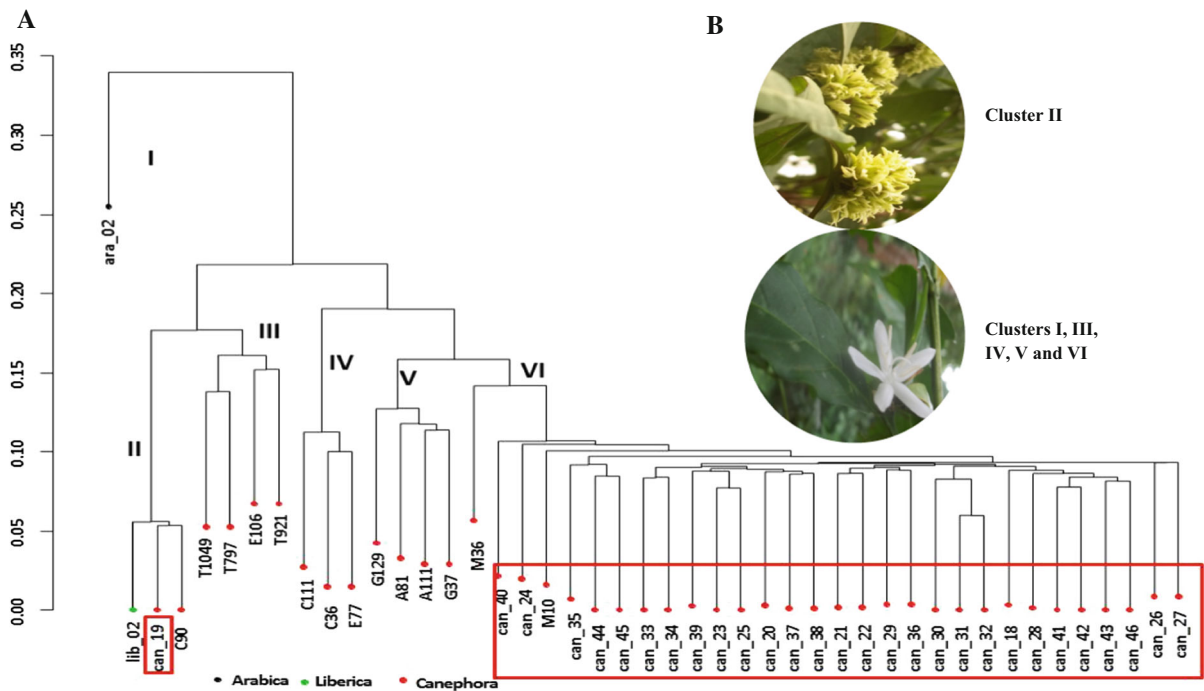 A
B
0.35
0.30
0.25
0.20
0.15
0.10
0.05
0.00
I
II
III
IV
V
VI
ara_02
lib_02
can_19
C90
T1049
T797
E106
T921
C111
C36
E77
G129
A81
A111
G37
M36
can_40
can_24
M10
can_35
can_44
can_45
can_33
can_34
can_39
can_23
can_25
can_20
can_37
can_38
can_21
can_22
can_29
can_36
can_30
can_31
can_32
can_18
can_28
can_41
can_42
can_43
can_46
can_26
can_27
Arabica Liberica Canephora
Cluster II
Clusters I, III,
IV, V and VI